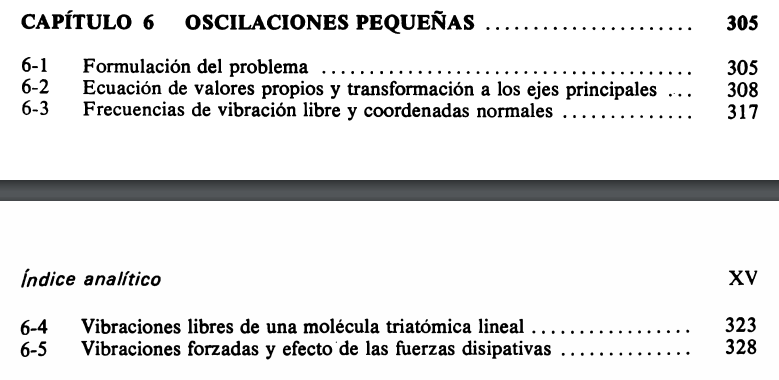 CAPÍTULO 6 OSCILACIONES PEQUEÑAS ........................ 305
6-1 Formulación del problema ........................................... 305
6-2 Ecuación de valores propios y transformación a los ejes principales ... 308
6-3 Frecuencias de vibración libre y coordenadas normales ............... 317
Índice analítico XV
6-4 Vibraciones libres de una molécula triatómica lineal .................. 323
6-5 Vibraciones forzadas y efecto de las fuerzas disipativas ............... 328